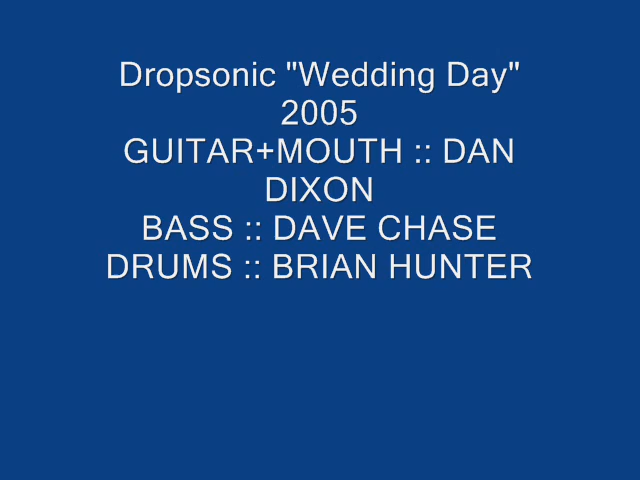 Dropsonic "Wedding Day"
2005
GUITAR+MOUTH :: DAN
DIXON
BASS :: DAVE CHASE
DRUMS :: BRIAN HUNTER